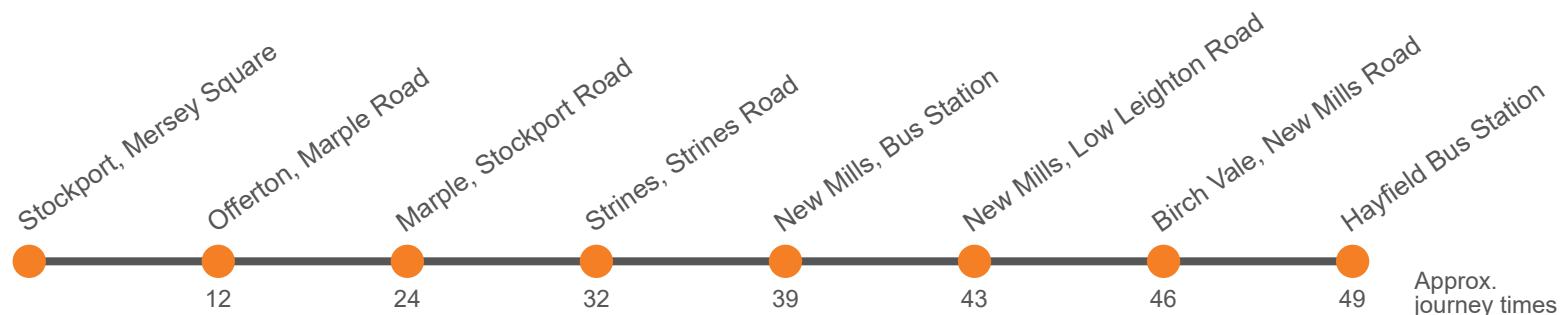 Stockport, Mersey Square
Offerton, Marple Road
Marple, Stockport Road
Strines, Strines Road
New Mills, Bus Station
New Mills, Low Leighton Road
Birch Vale, New Mills Road
Hayfield Bus Station
12
24
32
39
43
46
49
Approx.
journey times